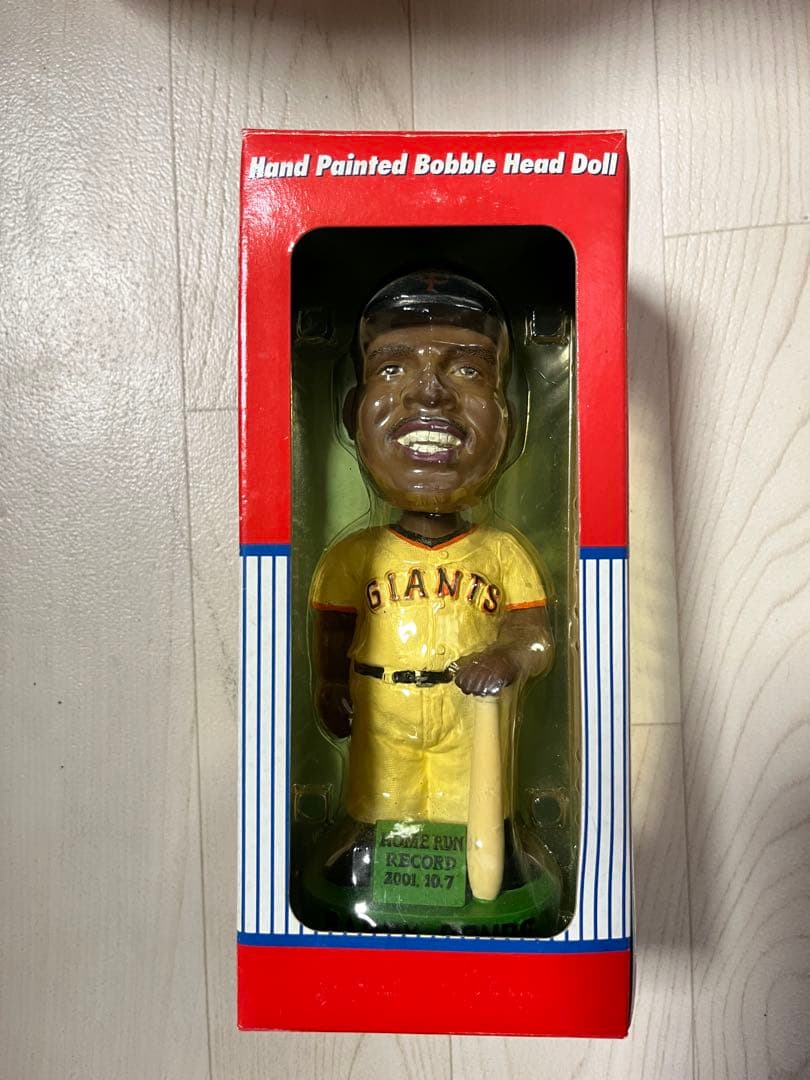 Hand Painted Bobble Head Doll
GIANTS
HOME RUN
RECORD
2001. 10.7